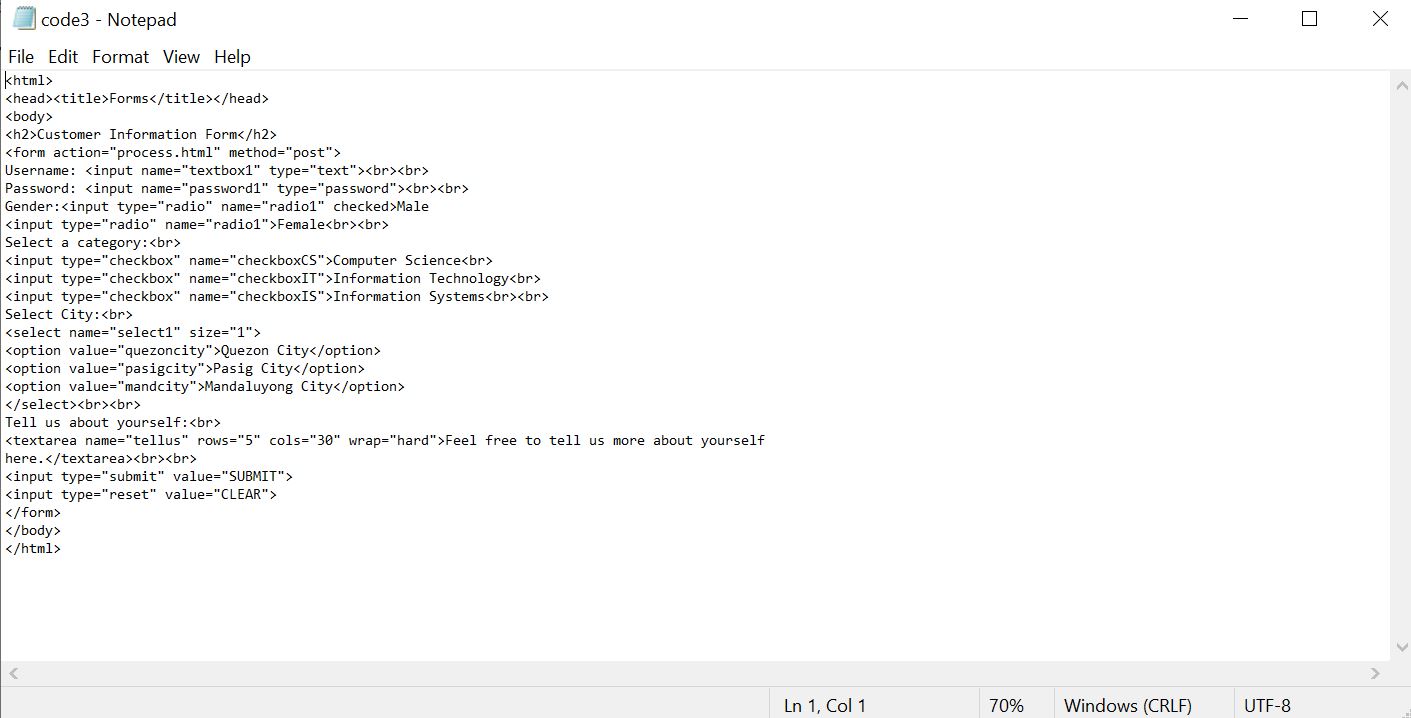 code3 - Notepad
File Edit Format View Help
<html>
<head><title>Forms</title></head>
<body>
<h2>Customer Information Form</h2>
<form action="process.html" method="post">
Username: <input name="textbox1" type="text"><br><br>
Password: <input name="password1" type="password"><br><br>
Gender:<input type="radio" name="radio1" checked>Male
<input type="radio" name="radio1">Female<br><br>
Select a category:<br>
<input type="checkbox" name="checkboxCS">Computer Science<br>
<input type="checkbox" name="checkboxIT">Information Technology<br>
<input type="checkbox" name="checkboxIS">Information Systems<br><br>
Select City:<br>
<select name="select1" size="1">
<option value="quezoncity">Quezon City</option>
<option value="pasigcity">Pasig City</option>
<option value="mandcity">Mandaluyong City</option>
</select><br><br>
Tell us about yourself:<br>
<textarea name="tellus" rows="5" cols="30" wrap="hard">Feel free to tell us more about yourself
here.</textarea><br><br>
<input type="submit" value="SUBMIT">
<input type="reset" value="CLEAR">
</form>
</body>
</html>
Ln 1, Col 1 70% Windows (CRLF) UTF-8